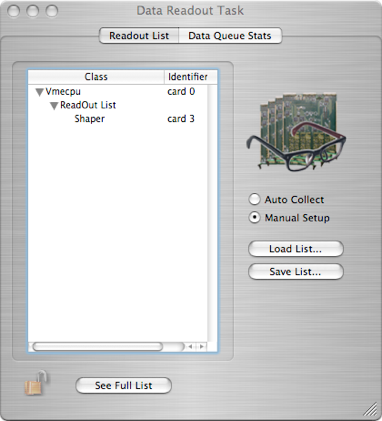 Data Readout Task
Readout List Data Queue Stats
Class Identifier
Vmecpu card 0
ReadOut List
Shaper card 3
Auto Collect
Manual Setup
Load List...
Save List...
See Full List